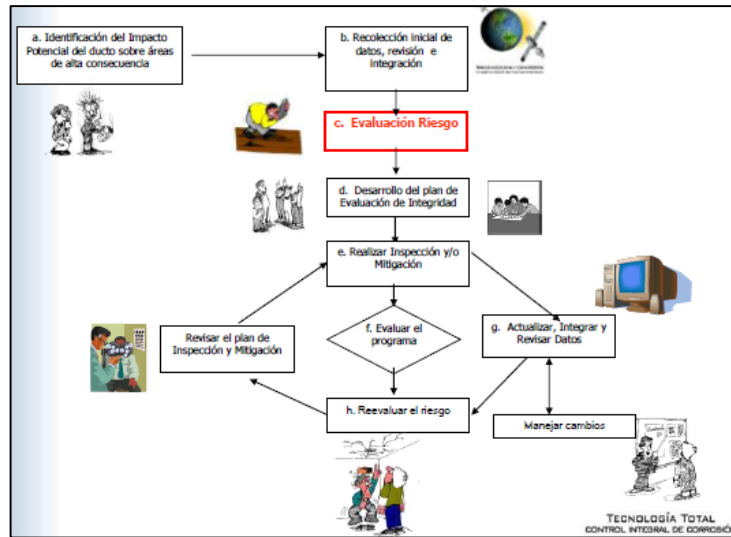 a. Identificación del Impacto
Potencial del ducto sobre áreas
de alta consecuencia
b. Recolección inicial de
datos, revisión e
integración
c. Evaluación Riesgo
d. Desarrollo del plan de
Evaluación de Integridad
e. Realizar Inspección y/o
Mitigación
Revisar el plan de
Inspección y Mitigación
f. Evaluar el
programa
g. Actualizar, Integrar y
Revisar Datos
h. Reevaluar el riesgo
Manejar cambios
TECNOLOGÍA TOTAL
CONTROL INTEGRAL DE CORROSIÓN